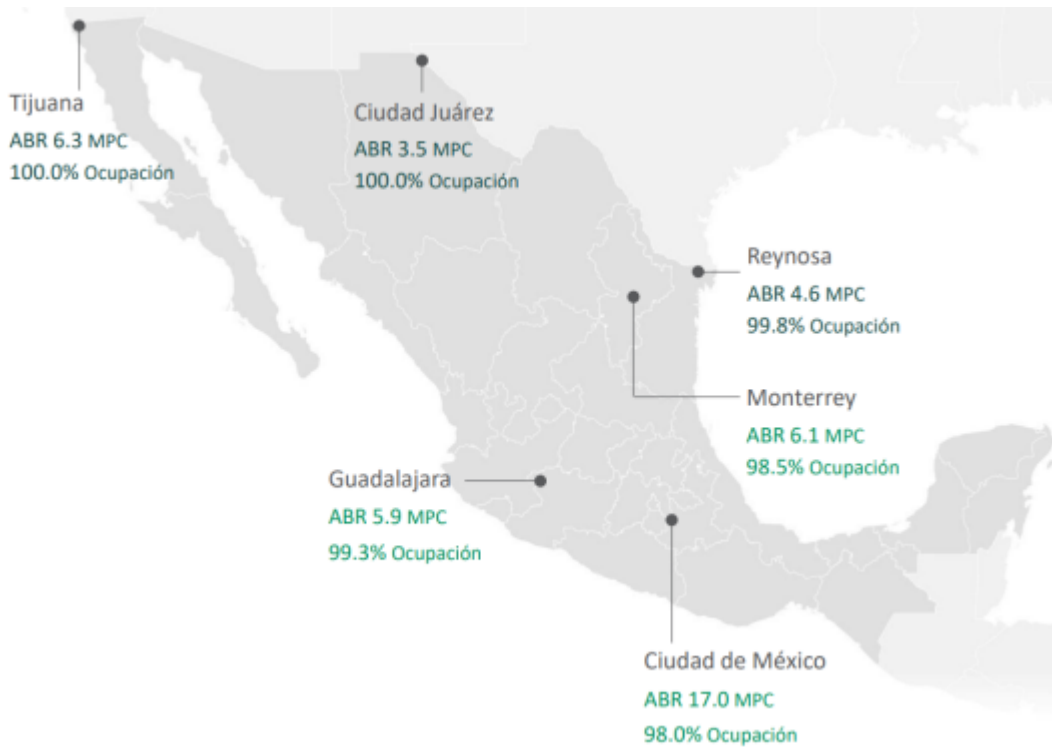 Tijuana
ABR 6.3 MPC
100.0% Ocupación
Ciudad Juárez
ABR 3.5 MPC
100.0% Ocupación
Reynosa
ABR 4.6 MPC
99.8% Ocupación
Monterrey
ABR 6.1 MPC
98.5% Ocupación
Guadalajara
ABR 5.9 MPC
99.3% Ocupación
Ciudad de México
ABR 17.0 MPC
98.0% Ocupación